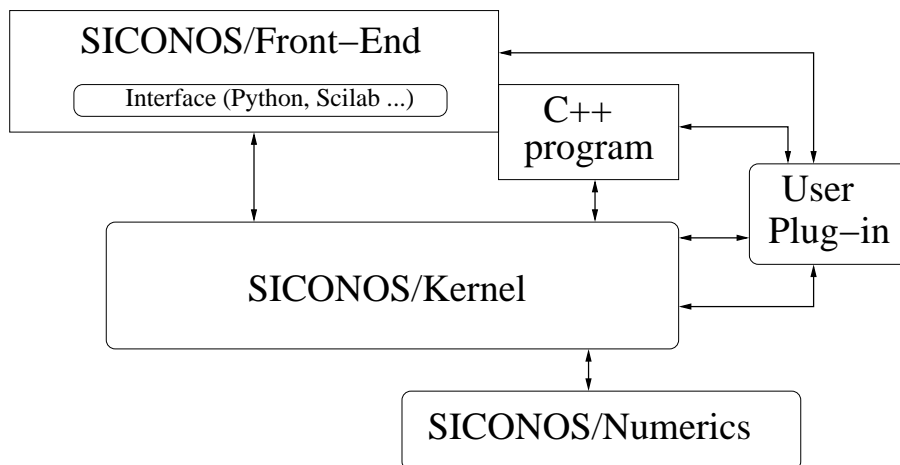 SICONOS/Front−End
Interface (Python, Scilab ...)
C++
program
User
Plug−in
SICONOS/Kernel
SICONOS/Numerics